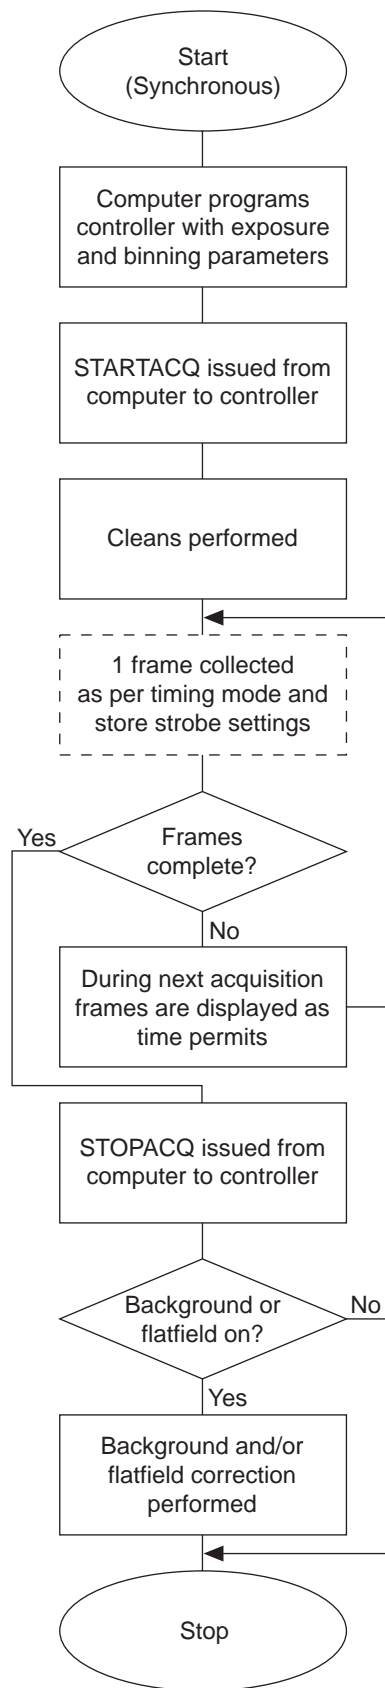 Start
(Synchronous)
Computer programs
controller with exposure
and binning parameters
STARTACQ issued from
computer to controller
Cleans performed
1 frame collected
as per timing mode and
store strobe settings
Yes
Frames
complete?
No
During next acquisition
frames are displayed as
time permits
STOPACQ issued from
computer to controller
Background or
flatfield on?
No
Yes
Background and/or
flatfield correction
performed
Stop